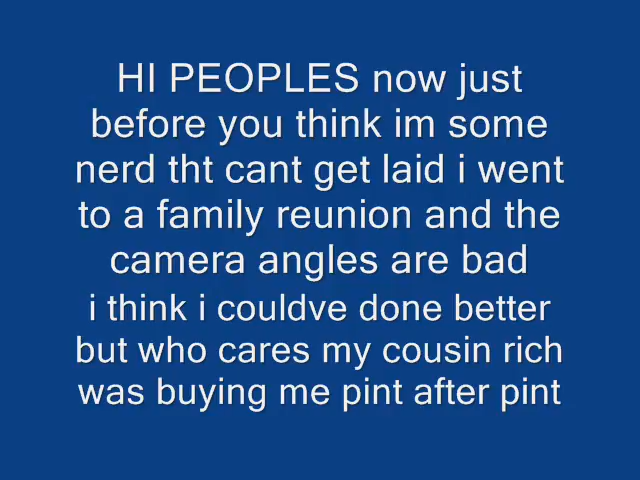 HI PEOPLES now just
before you think im some
nerd tht cant get laid i went
to a family reunion and the
camera angles are bad
i think i couldve done better
but who cares my cousin rich
was buying me pint after pint